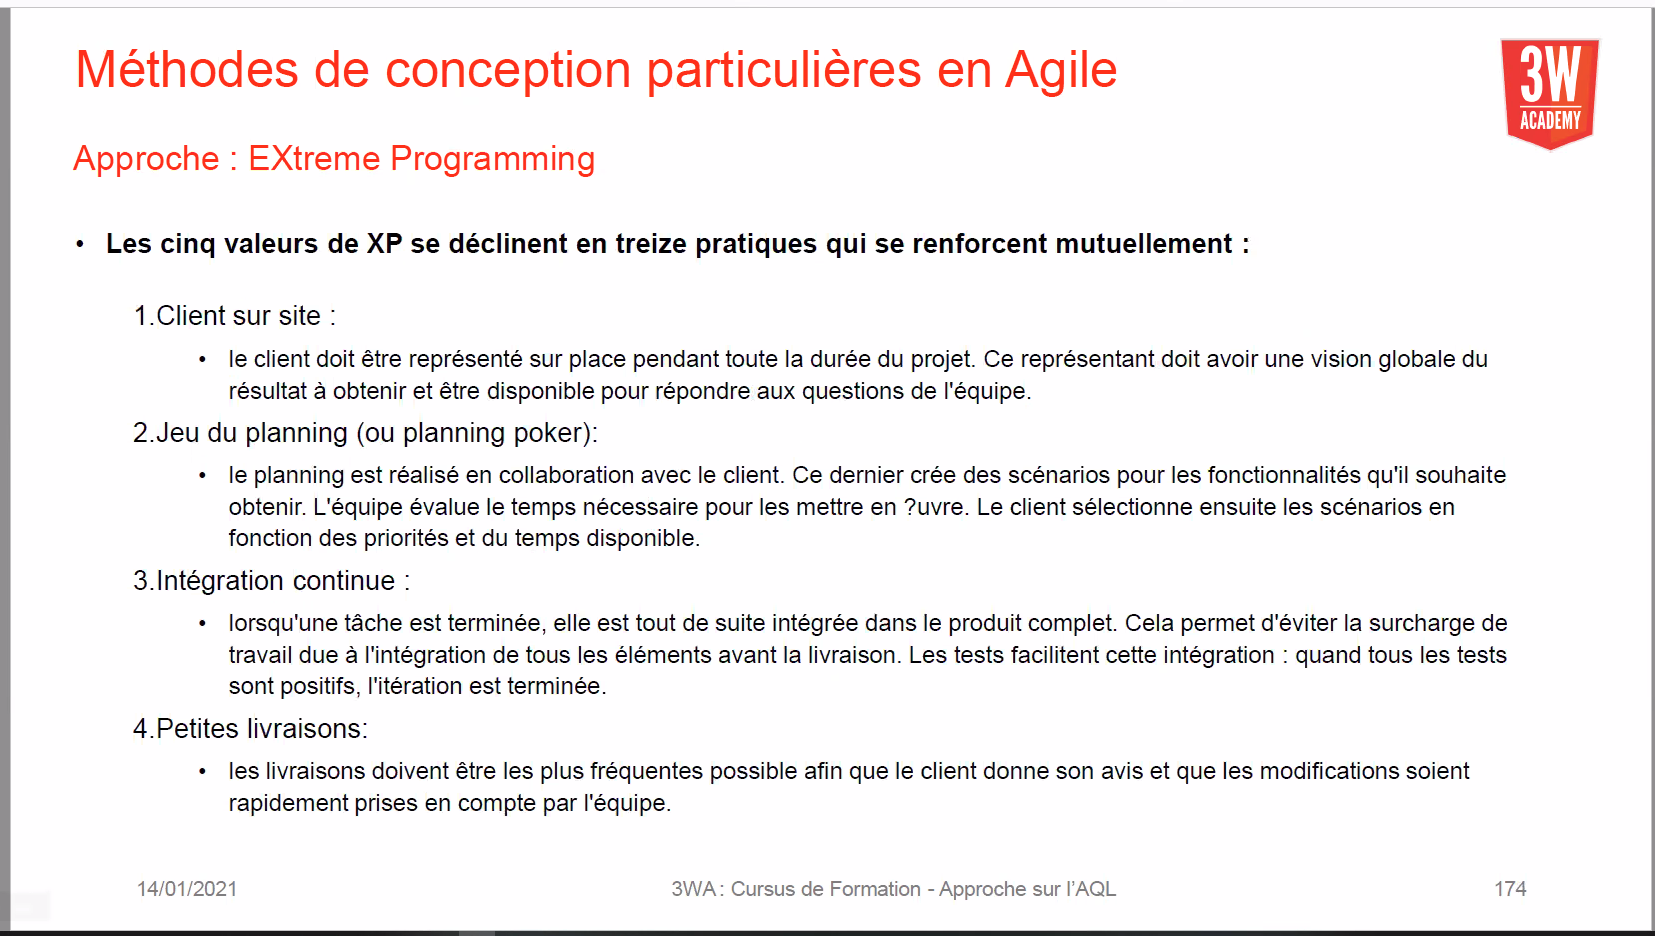 Méthodes de conception particulières en Agile
3W
ACADEMY
Approche : EXtreme Programming
• Les cinq valeurs de XP se déclinent en treize pratiques qui se renforcent mutuellement :
1.Client sur site :
• le client doit être représenté sur place pendant toute la durée du projet. Ce représentant doit avoir une vision globale du
résultat à obtenir et être disponible pour répondre aux questions de l'équipe.
2.Jeu du planning (ou planning poker):
• le planning est réalisé en collaboration avec le client. Ce dernier crée des scénarios pour les fonctionnalités qu'il souhaite
obtenir. L'équipe évalue le temps nécessaire pour les mettre en ?uvre. Le client sélectionne ensuite les scénarios en
fonction des priorités et du temps disponible.
3.Intégration continue :
• lorsqu'une tâche est terminée, elle est tout de suite intégrée dans le produit complet. Cela permet d'éviter la surcharge de
travail due à l'intégration de tous les éléments avant la livraison. Les tests facilitent cette intégration : quand tous les tests
sont positifs, l'itération est terminée.
4.Petites livraisons:
• les livraisons doivent être les plus fréquentes possible afin que le client donne son avis et que les modifications soient
rapidement prises en compte par l'équipe.
14/01/2021
3WA : Cursus de Formation - Approche sur l’AQL
174